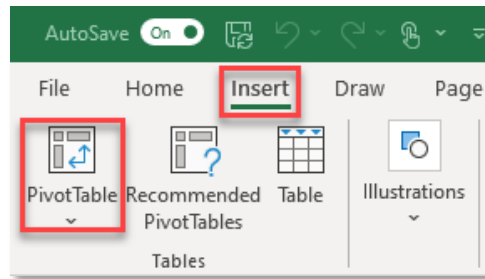 AutoSave On
File Home Insert Draw Page
PivotTable Recommended Table Illustrations
PivotTables
Tables